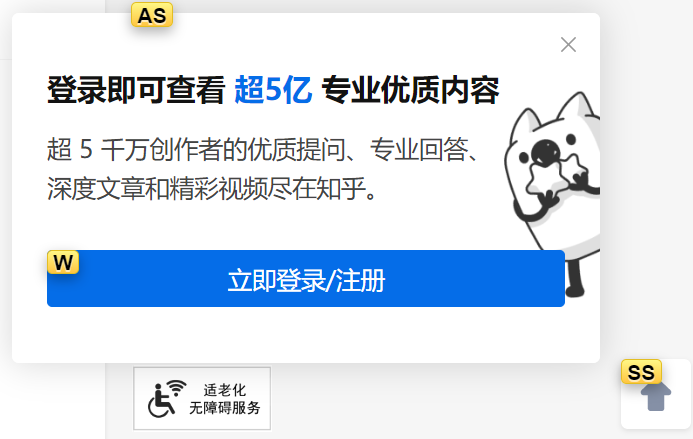 AS
登录即可查看 超5亿 专业优质内容
超 5 千万创作者的优质提问、专业回答、
深度文章和精彩视频尽在知乎。
W
立即登录/注册
SS
适老化
无障碍服务